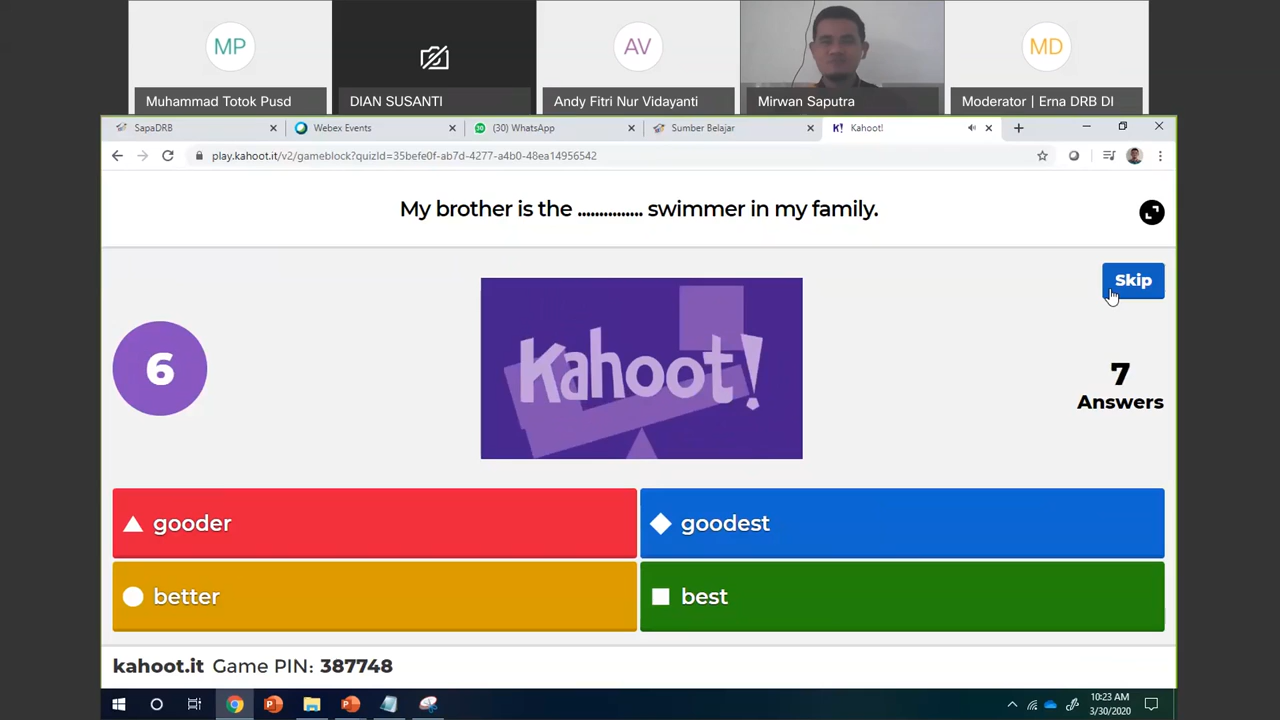 MP
AV
MD
Muhammad Totok Pusd
DIAN SUSANTI
Andy Fitri Nur Vidayanti
Mirwan Saputra
Moderator | Erna DRB DI
SapaDRB
Webex Events
(30) WhatsApp
Sumber Belajar
K! Kahoot!
play.kahoot.it/v2/gameblock?quizId=35befe0f-ab7d-4277-a4b0-48ea14956542
My brother is the ............... swimmer in my family.
Skip
6
Kahoot!
7
Answers
gooder
goodest
better
best
kahoot.it Game PIN: 387748
10:23 AM
3/30/2020